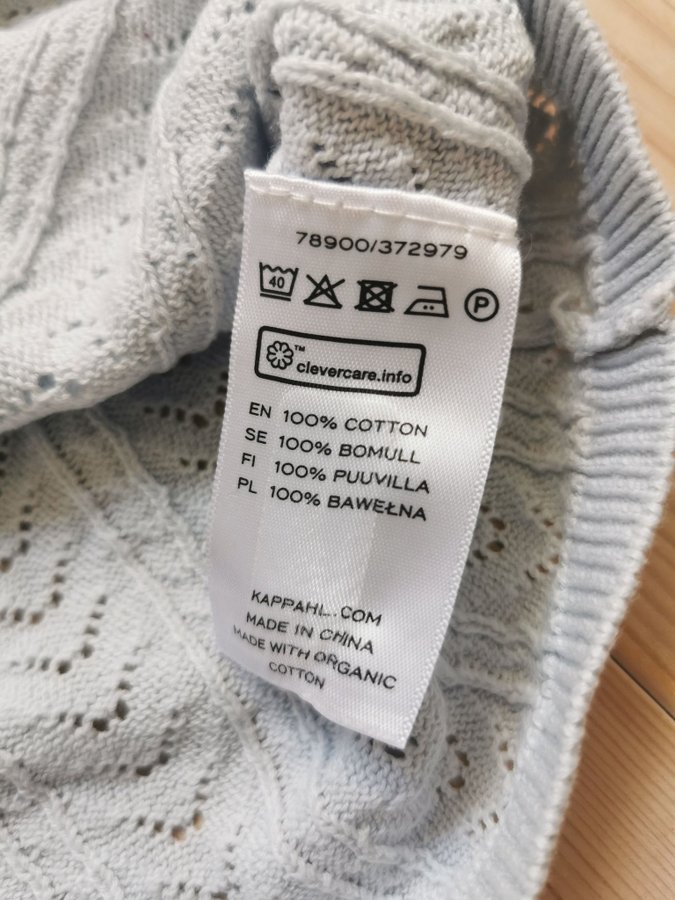 78900/372979
40 P
™
clevercare.info
EN 100% COTTON
SE 100% BOMULL
FI 100% PUUVILLA
PL 100% BAWEŁNA
KAPPAHL.COM
MADE IN CHINA
MADE WITH ORGANIC
COTTON